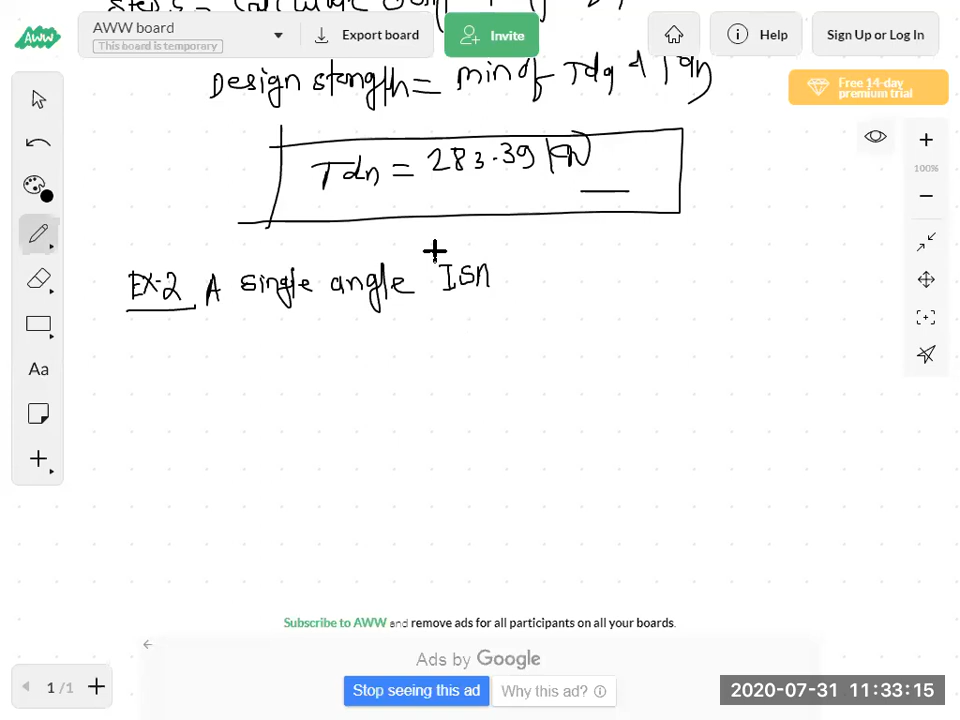 AWW board
This board is temporary
Export board
Invite
Help
Sign Up or Log In
Free 14-day
premium trial
AWW
Design stength = min of Tdg &
Tdn = 283.39 KN
100%
EX-2 A single angle ISA
Aa
Subscribe to AWW and remove ads for all participants on all your boards.
Ads by Google
Stop seeing this ad
Why this ad?
1 /1
2020-07-31 11:33:15